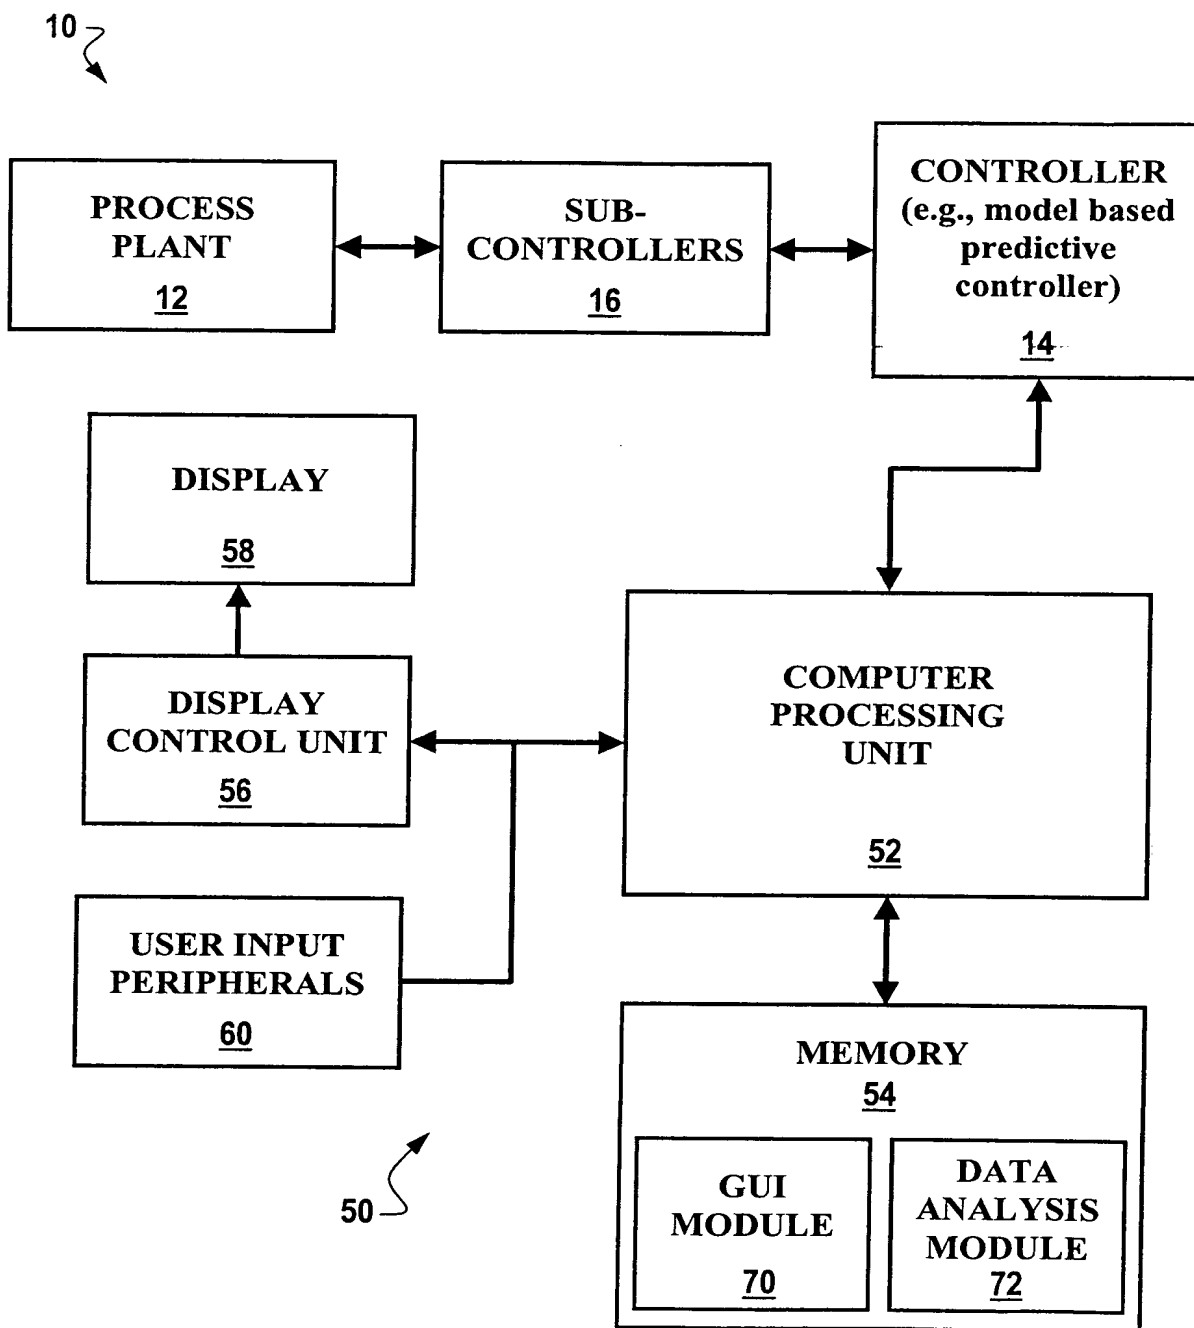 10
PROCESS
PLANT
12
SUB-
CONTROLLERS
16
CONTROLLER
(e.g., model based
predictive
controller)
14
DISPLAY
58
DISPLAY
CONTROL UNIT
56
COMPUTER
PROCESSING
UNIT
52
USER INPUT
PERIPHERALS
60
MEMORY
54
GUI
MODULE
70
DATA
ANALYSIS
MODULE
72
50